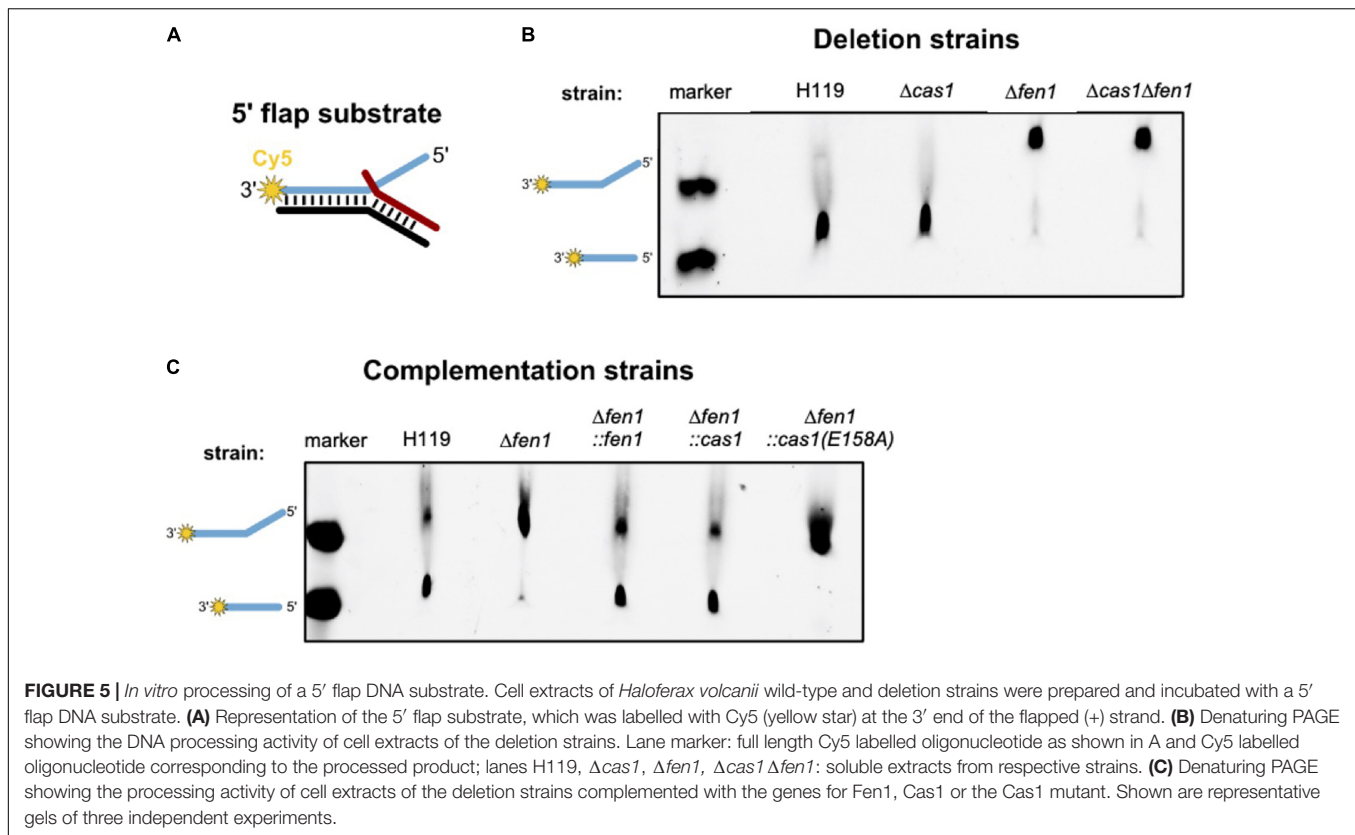 A
B
Deletion strains
strain: marker H119 Δcas1 Δfen1 Δcas1Δfen1
5' flap substrate
Cy5
5'
3'
5'
3'
3' 5'
C
Complementation strains
Δfen1 Δfen1 Δfen1
marker H119 Δfen1 ::fen1 ::cas1 ::cas1(E158A)
strain:
5'
3'
3' 5'
FIGURE 5 | In vitro processing of a 5′ flap DNA substrate. Cell extracts of Haloferax volcanii wild-type and deletion strains were prepared and incubated with a 5′
flap DNA substrate. (A) Representation of the 5′ flap substrate, which was labelled with Cy5 (yellow star) at the 3′ end of the flapped (+) strand. (B) Denaturing PAGE
showing the DNA processing activity of cell extracts of the deletion strains. Lane marker: full length Cy5 labelled oligonucleotide as shown in A and Cy5 labelled
oligonucleotide corresponding to the processed product; lanes H119, Δcas1, Δfen1, Δcas1Δfen1: soluble extracts from respective strains. (C) Denaturing PAGE
showing the processing activity of cell extracts of the deletion strains complemented with the genes for Fen1, Cas1 or the Cas1 mutant. Shown are representative
gels of three independent experiments.